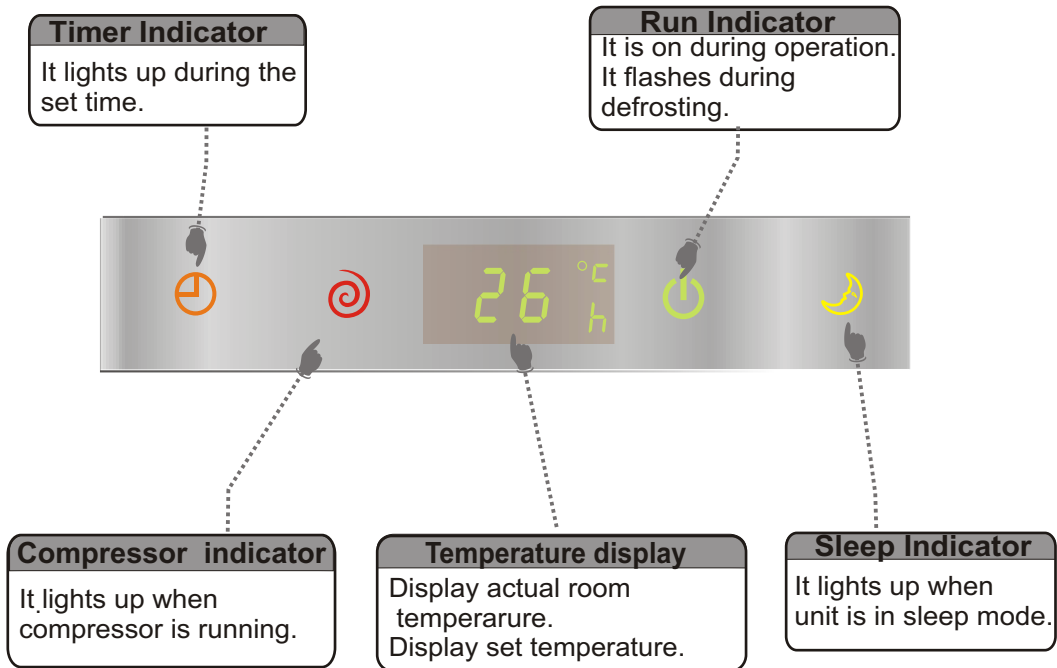 Timer Indicator
It lights up during the
set time.
Run Indicator
It is on during operation.
It flashes during
defrosting.
26 °C
h
Compressor indicator
It lights up when
compressor is running.
Temperature display
Display actual room
temperarure.
Display set temperature.
Sleep Indicator
It lights up when
unit is in sleep mode.